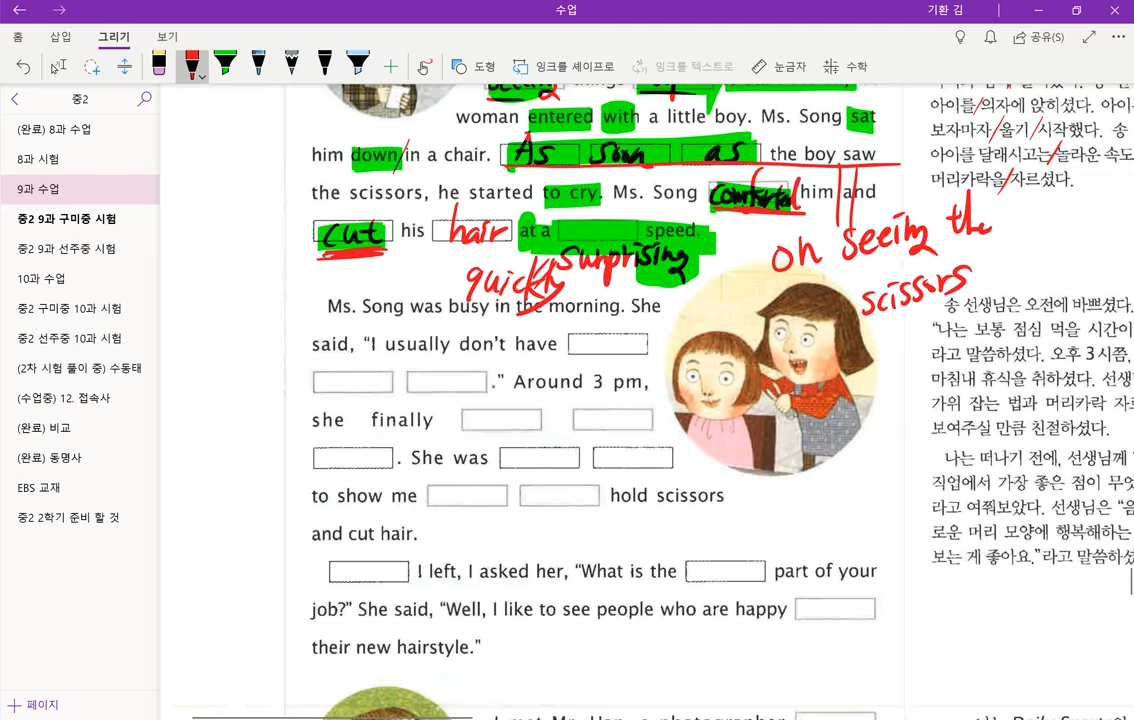 수업
기환 김
홈 삽입 그리기 보기
공유(S)
도형 잉크를 셰이프로 잉크를 텍스트로 눈금자 수학
중2
(완료) 8과 수업
8과 시험
9과 수업
중2 9과 구미중 시험
중2 9과 선주중 시험
10과 수업
중2 구미중 10과 시험
중2 선주중 10과 시험
(2차 시험 풀이 중) 수동태
(수업중) 12. 접속사
(완료) 비교
(완료) 동명사
EBS 교재
중2 2학기 준비 할 것
페이지
woman entered with a little boy. Ms. Song sat
him down in a chair. As soon as the boy saw
the scissors, he started to cry. Ms. Song comforted him and
cut his hair at a speed.
surprising
quickly
on seeing the
scissors
Ms. Song was busy in the morning. She
said, “I usually don’t have
.” Around 3 pm,
she finally
. She was
to show me hold scissors
and cut hair.
I left, I asked her, “What is the part of your
job?” She said, “Well, I like to see people who are happy
their new hairstyle.”
아이를 의자에 앉히셨다. 아이
보자마자 울기 시작했다. 송
아이를 달래시고는 놀라운 속도
머리카락을 자르셨다.
송 선생님은 오전에 바쁘셨다.
“나는 보통 점심 먹을 시간이
라고 말씀하셨다. 오후 3시쯤,
마침내 휴식을 취하셨다. 선생
가위 잡는 법과 머리카락 자르
보여주실 만큼 친절하셨다.
나는 떠나기 전에, 선생님께
직업에서 가장 좋은 점이 무엇
라고 여쭤보았다. 선생님은 “음
로운 머리 모양에 행복해하는
보는 게 좋아요.”라고 말씀하셨